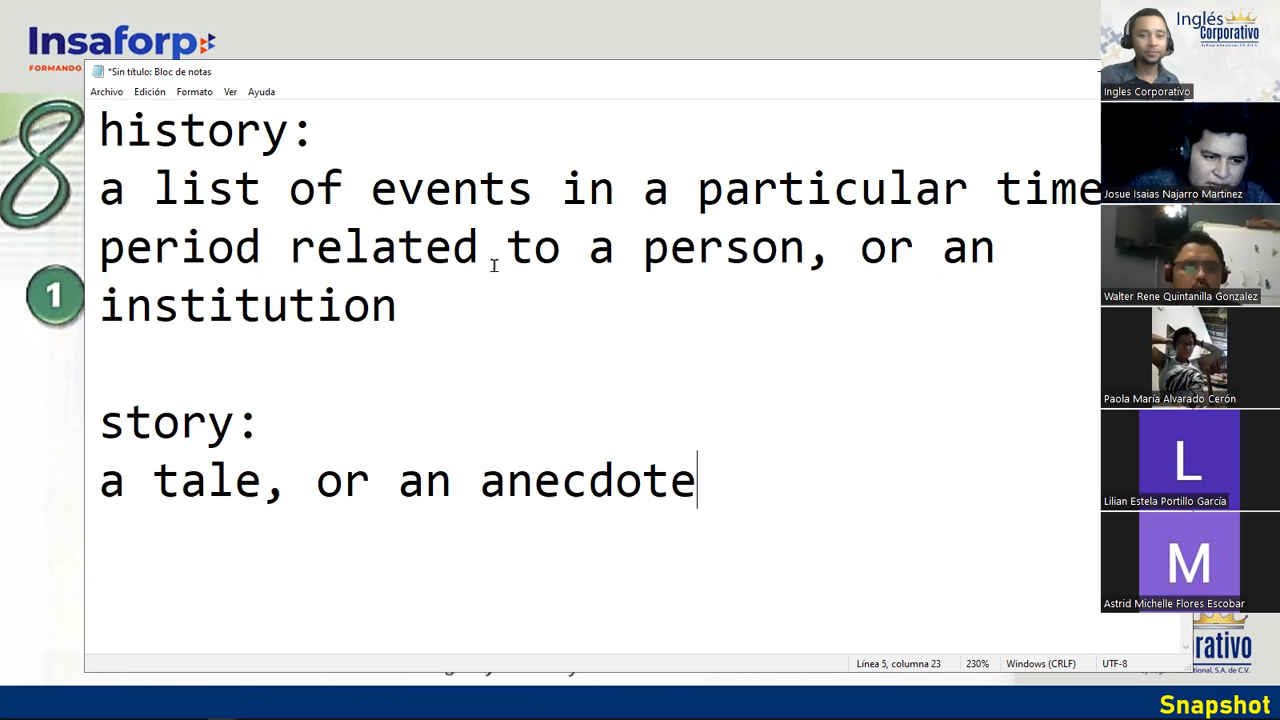 Insaforp
FORMANDO
8
1
*Sin título: Bloc de notas
Archivo Edición Formato Ver Ayuda
history:
a list of events in a particular time
period related to a person, or an
institution
story:
a tale, or an anecdote
Línea 5, columna 23 230% Windows (CRLF) UTF-8
Inglés
Corporativo
Ingles Corporativo
Josue Isaias Najarro Martinez
Walter Rene Quintanilla Gonzalez
Paola María Alvarado Cerón
L
Lilian Estela Portillo García
M
Astrid Michelle Flores Escobar
rativo
Snapshot